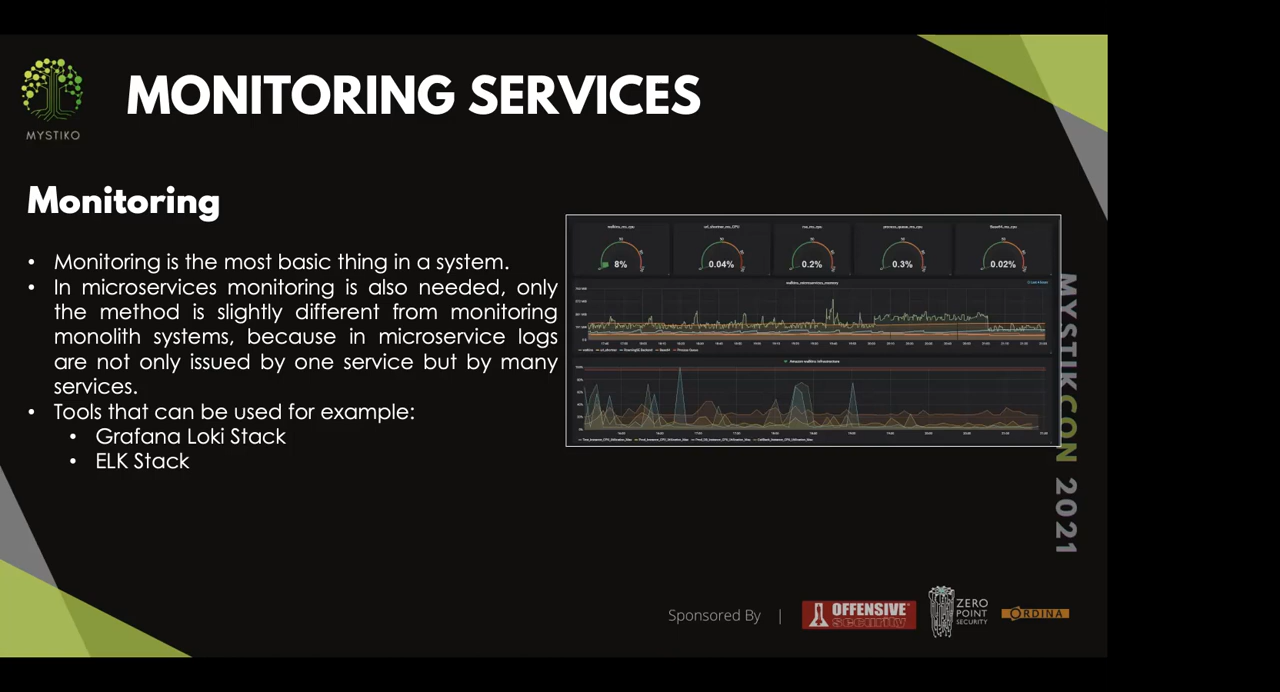 MYSTIKO
MONITORING SERVICES
Monitoring
• Monitoring is the most basic thing in a system.
• In microservices monitoring is also needed, only
the method is slightly different from monitoring
monolith systems, because in microservice logs
are not only issued by one service but by many
services.
• Tools that can be used for example:
• Grafana Loki Stack
• ELK Stack
8%
0.04%
0.2%
0.3%
0.02%
MYSTIKCON 2021
Sponsored By |
OFFENSIVE
security
ZERO
POINT
SECURITY
ORDINA